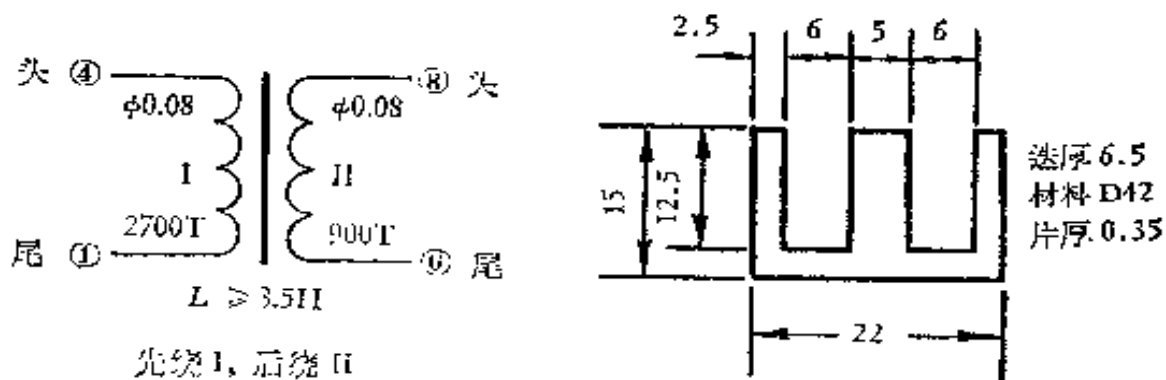 头 ④
⑧ 头
φ0.08
φ0.08
I
II
2700T
900T
尾 ①
⑥ 尾
L ≥ 3.5H
先绕 I, 后绕 II
2.5
6
5
6
15
12.5
22
迭厚 6.5
材料 D42
片厚 0.35